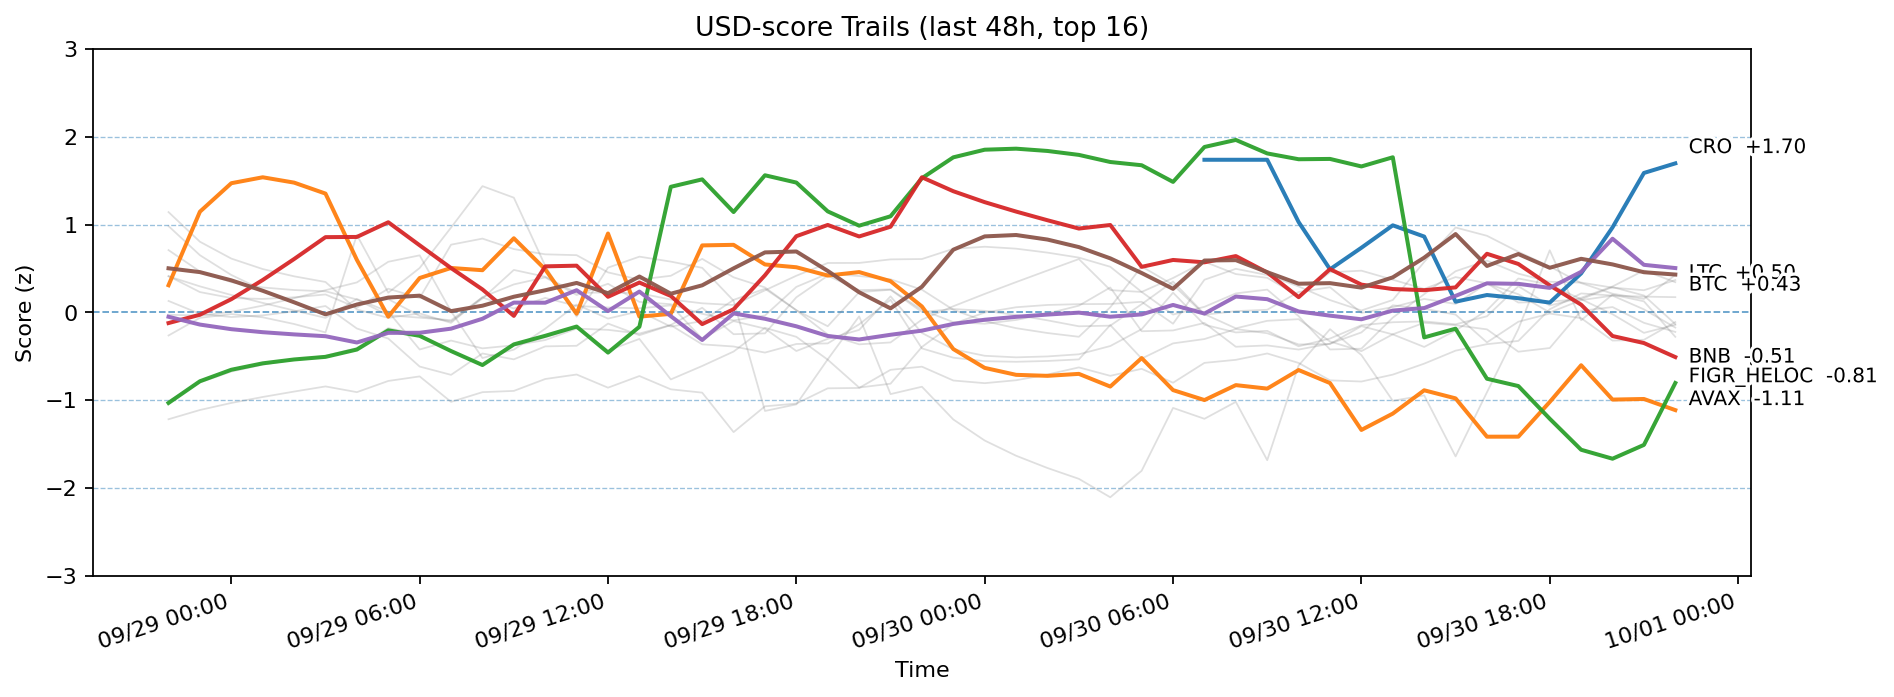 USD-score Trails (last 48h, top 16)
Score (z)
3
2
1
0
−1
−2
−3
CRO +1.70
LTC +0.50
BTC +0.43
BNB -0.51
FIGR_HELOC -0.81
AVAX -1.11
09/29 00:00
09/29 06:00
09/29 12:00
09/29 18:00
09/30 00:00
09/30 06:00
09/30 12:00
09/30 18:00
10/01 00:00
Time